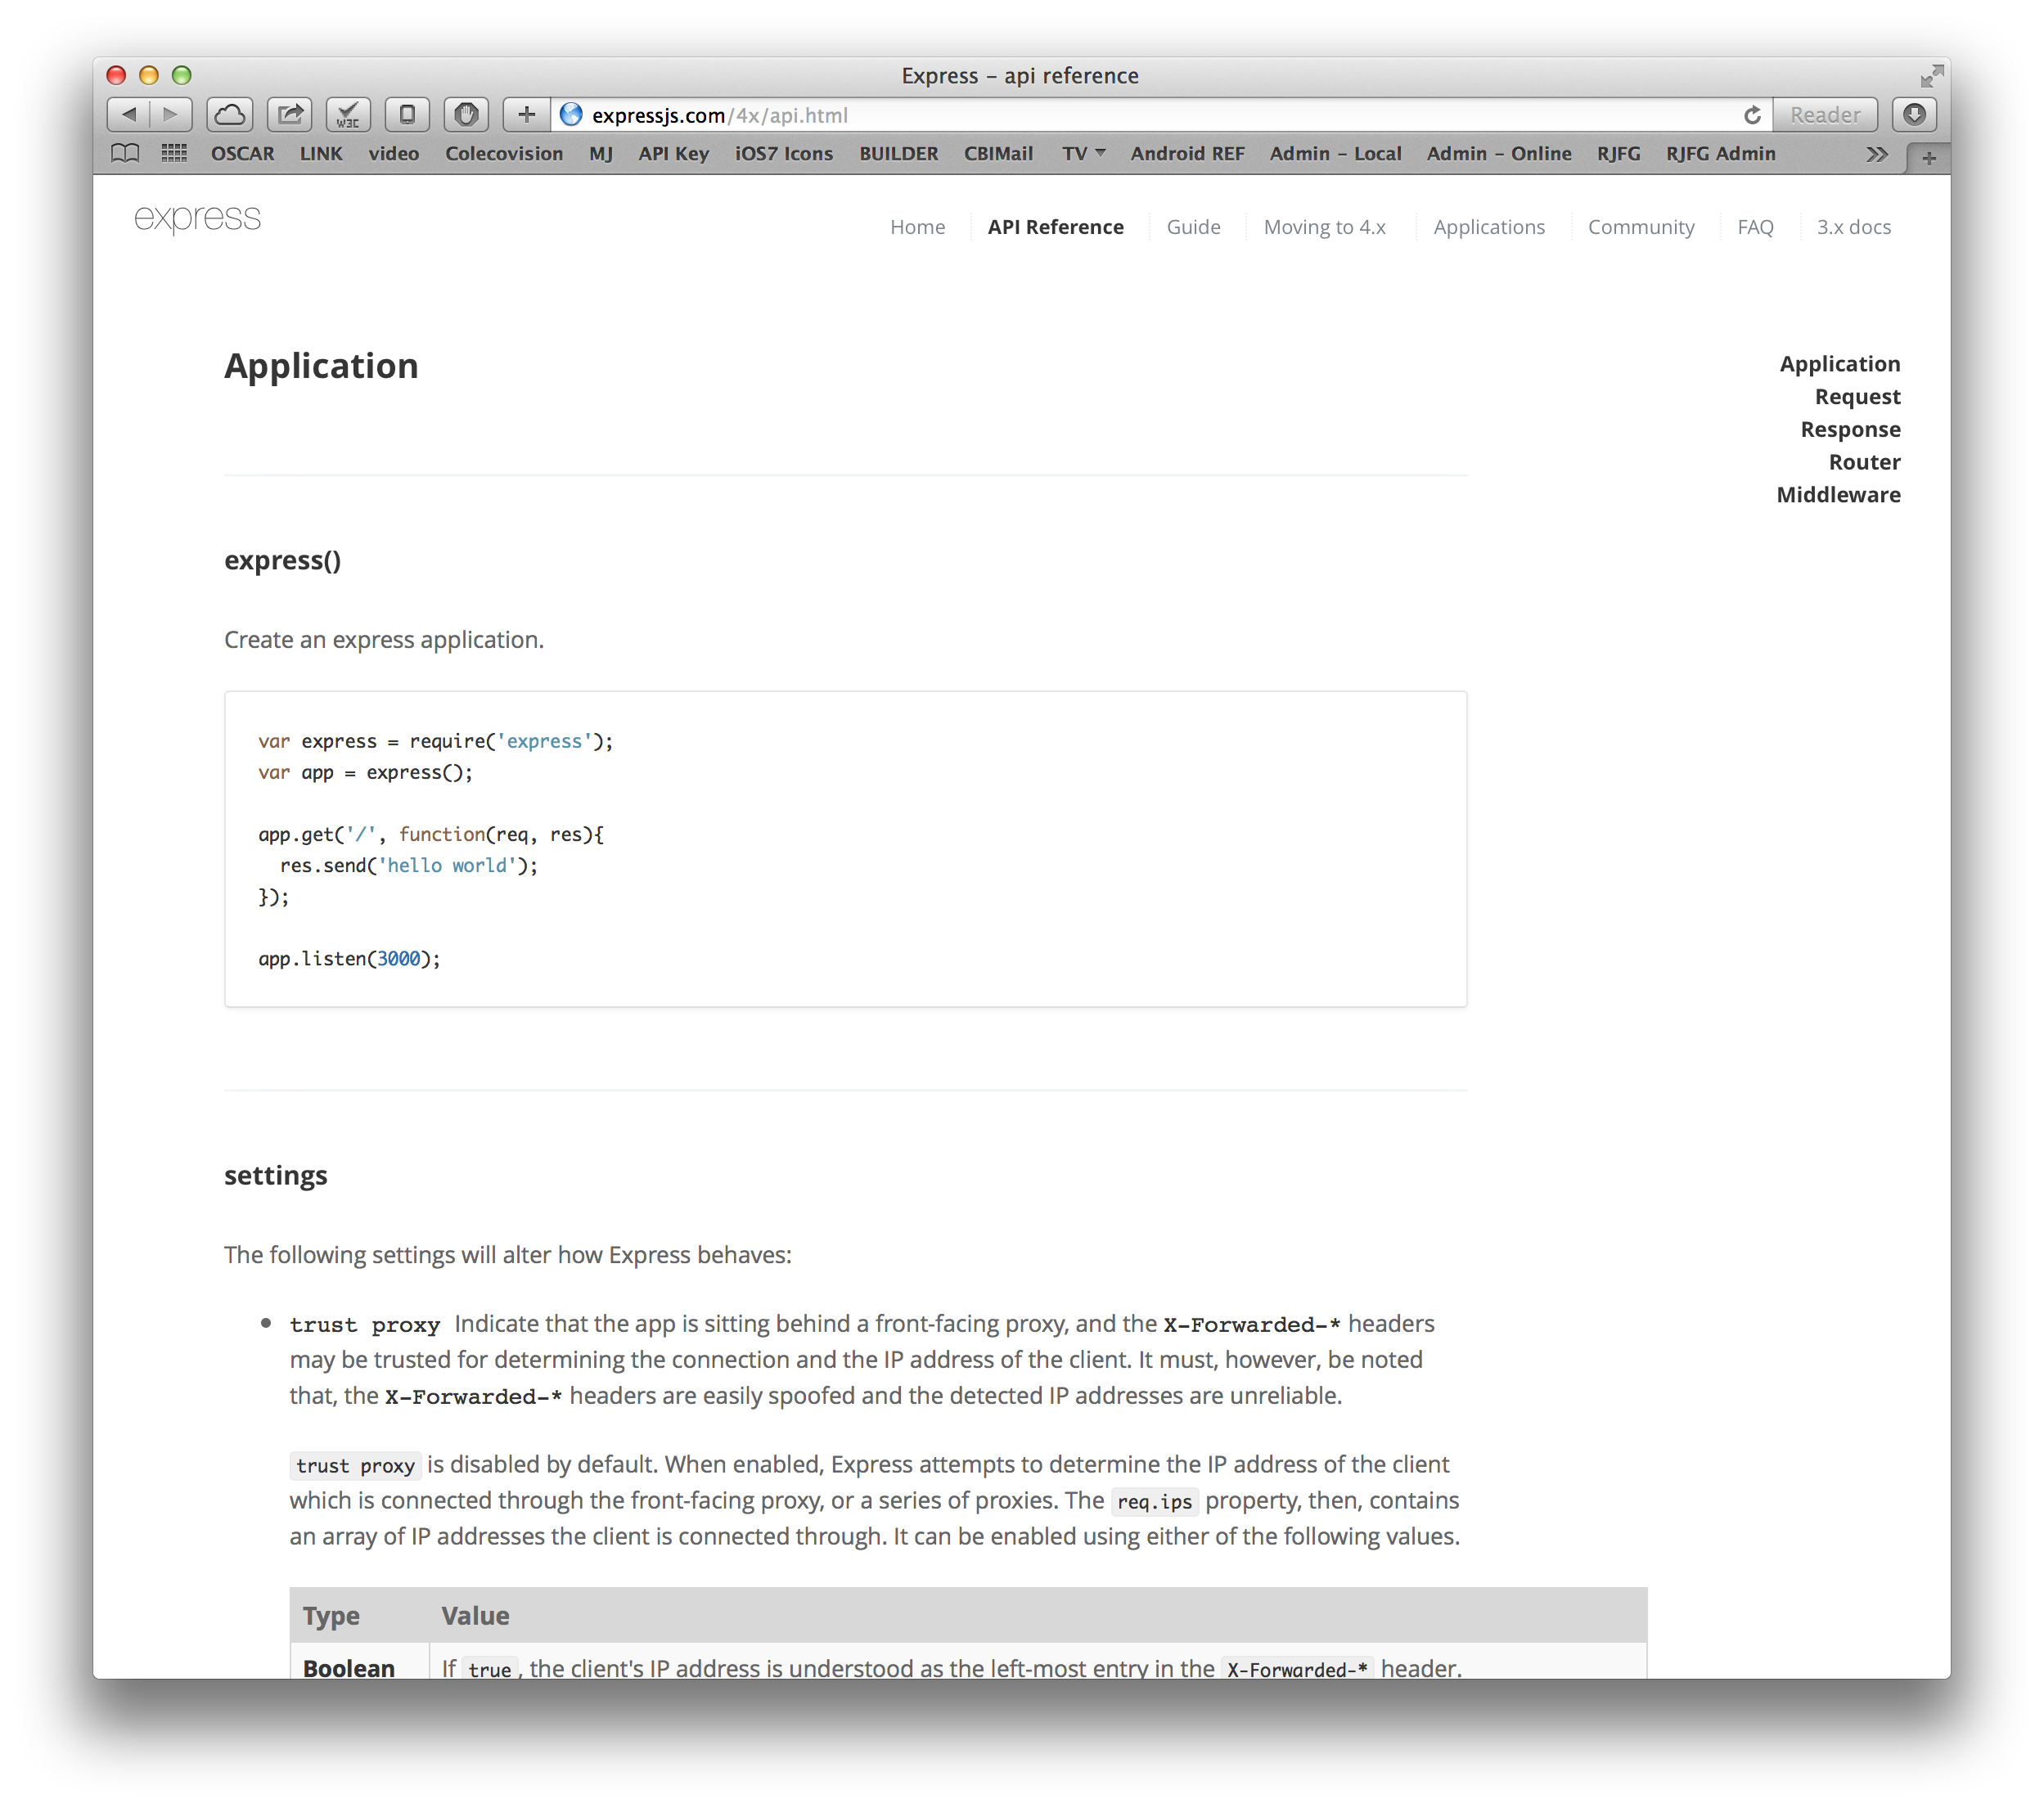 Express – api reference
W3C
expressjs.com/4x/api.html
Reader
OSCAR LINK video Colecovision MJ API Key iOS7 Icons BUILDER CBIMail TV Android REF Admin – Local Admin – Online RJFG RJFG Admin
express
Home API Reference Guide Moving to 4.x Applications Community FAQ 3.x docs
Application
Application
Request
Response
Router
Middleware
express()
Create an express application.
var express = require('express');
var app = express();
app.get('/', function(req, res){
  res.send('hello world');
});
app.listen(3000);
settings
The following settings will alter how Express behaves:
• trust proxy Indicate that the app is sitting behind a front-facing proxy, and the X-Forwarded-* headers
may be trusted for determining the connection and the IP address of the client. It must, however, be noted
that, the X-Forwarded-* headers are easily spoofed and the detected IP addresses are unreliable.
trust proxy is disabled by default. When enabled, Express attempts to determine the IP address of the client
which is connected through the front-facing proxy, or a series of proxies. The req.ips property, then, contains
an array of IP addresses the client is connected through. It can be enabled using either of the following values.
Type Value
Boolean If true, the client's IP address is understood as the left-most entry in the X-Forwarded-* header.